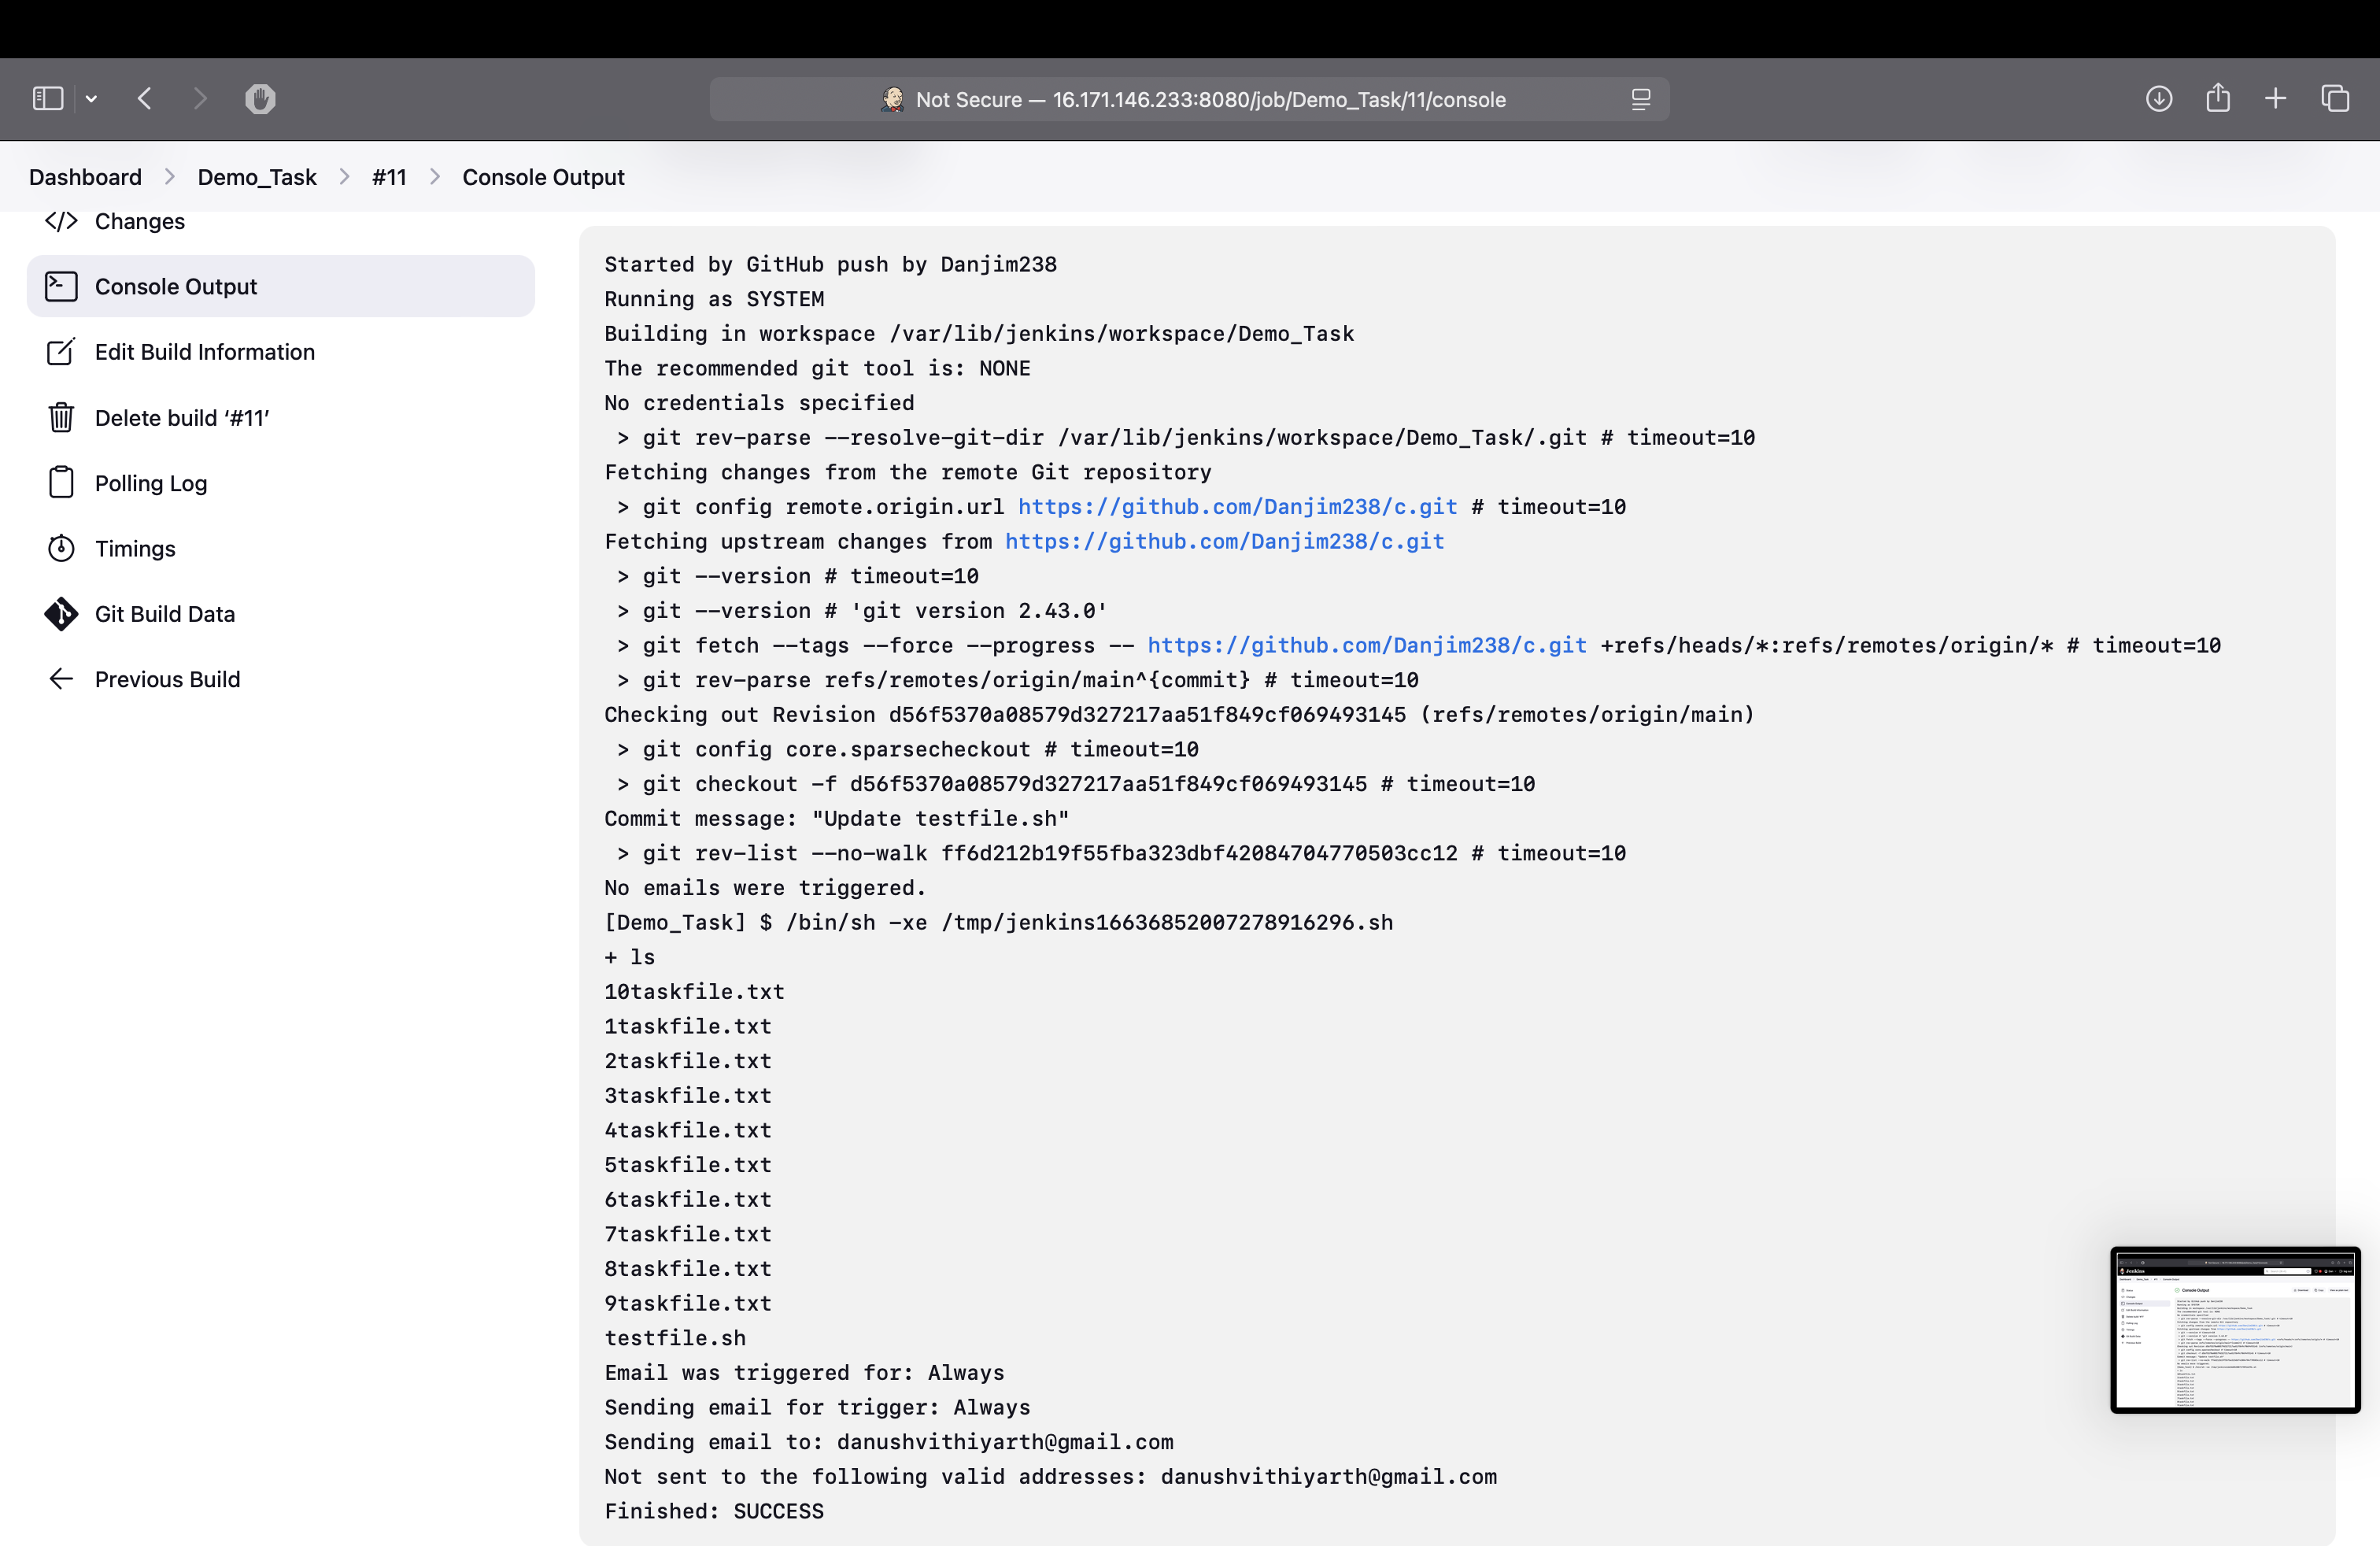 Not Secure — 16.171.146.233:8080/job/Demo_Task/11/console
Dashboard > Demo_Task > #11 > Console Output
Changes
Console Output
Edit Build Information
Delete build ‘#11’
Polling Log
Timings
Git Build Data
Previous Build
Started by GitHub push by Danjim238
Running as SYSTEM
Building in workspace /var/lib/jenkins/workspace/Demo_Task
The recommended git tool is: NONE
No credentials specified
 > git rev-parse --resolve-git-dir /var/lib/jenkins/workspace/Demo_Task/.git # timeout=10
Fetching changes from the remote Git repository
 > git config remote.origin.url https://github.com/Danjim238/c.git # timeout=10
Fetching upstream changes from https://github.com/Danjim238/c.git
 > git --version # timeout=10
 > git --version # 'git version 2.43.0'
 > git fetch --tags --force --progress -- https://github.com/Danjim238/c.git +refs/heads/*:refs/remotes/origin/* # timeout=10
 > git rev-parse refs/remotes/origin/main^{commit} # timeout=10
Checking out Revision d56f5370a08579d327217aa51f849cf069493145 (refs/remotes/origin/main)
 > git config core.sparsecheckout # timeout=10
 > git checkout -f d56f5370a08579d327217aa51f849cf069493145 # timeout=10
Commit message: "Update testfile.sh"
 > git rev-list --no-walk ff6d212b19f55fba323dbf42084704770503cc12 # timeout=10
No emails were triggered.
[Demo_Task] $ /bin/sh -xe /tmp/jenkins16636852007278916296.sh
+ ls
10taskfile.txt
1taskfile.txt
2taskfile.txt
3taskfile.txt
4taskfile.txt
5taskfile.txt
6taskfile.txt
7taskfile.txt
8taskfile.txt
9taskfile.txt
testfile.sh
Email was triggered for: Always
Sending email for trigger: Always
Sending email to: danushvithiyarth@gmail.com
Not sent to the following valid addresses: danushvithiyarth@gmail.com
Finished: SUCCESS
Jenkins
Console Output